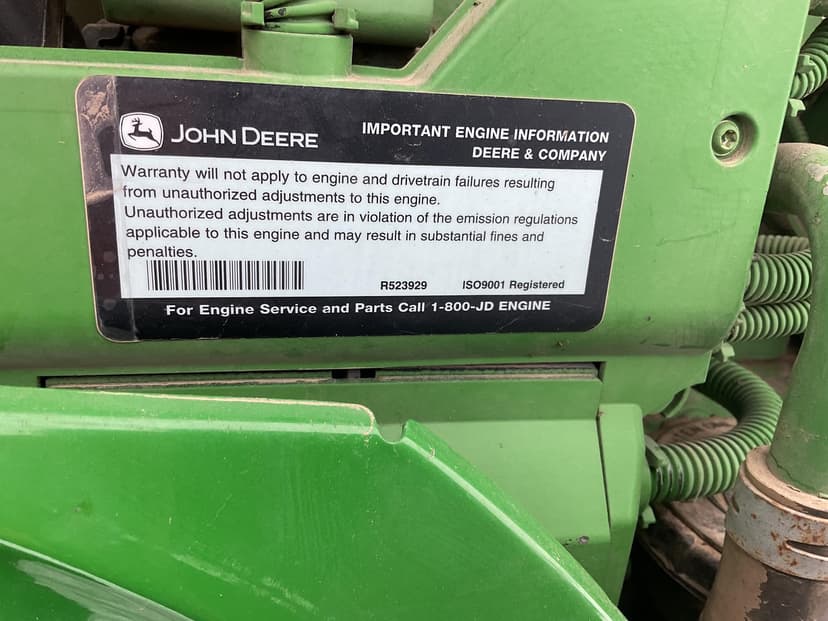 JOHN DEERE
IMPORTANT ENGINE INFORMATION
DEERE & COMPANY
Warranty will not apply to engine and drivetrain failures resulting
from unauthorized adjustments to this engine.
Unauthorized adjustments are in violation of the emission regulations
applicable to this engine and may result in substantial fines and
penalties.
R523929 ISO9001 Registered
For Engine Service and Parts Call 1-800-JD ENGINE